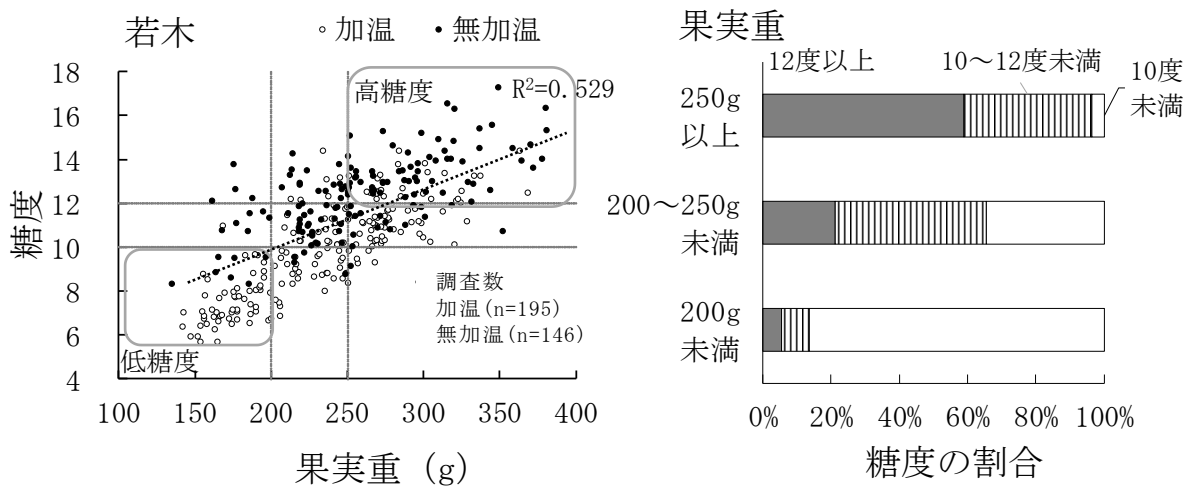 若木
○ 加温 ● 無加温
18
16
14
12
10
8
6
4
高糖度
R²=0.529
調査数
加温(n=195)
無加温(n=146)
低糖度
糖度
100 150 200 250 300 350 400
果実重 (g)
果実重
12度以上 10～12度未満
10度
未満
250g
以上
200～250g
未満
200g
未満
0% 20% 40% 60% 80% 100%
糖度の割合